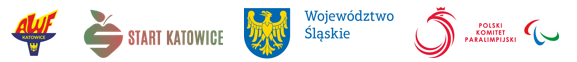 AWF
KATOWICE
START KATOWICE
Województwo
Śląskie
POLSKI
KOMITET
PARALIMPIJSKI